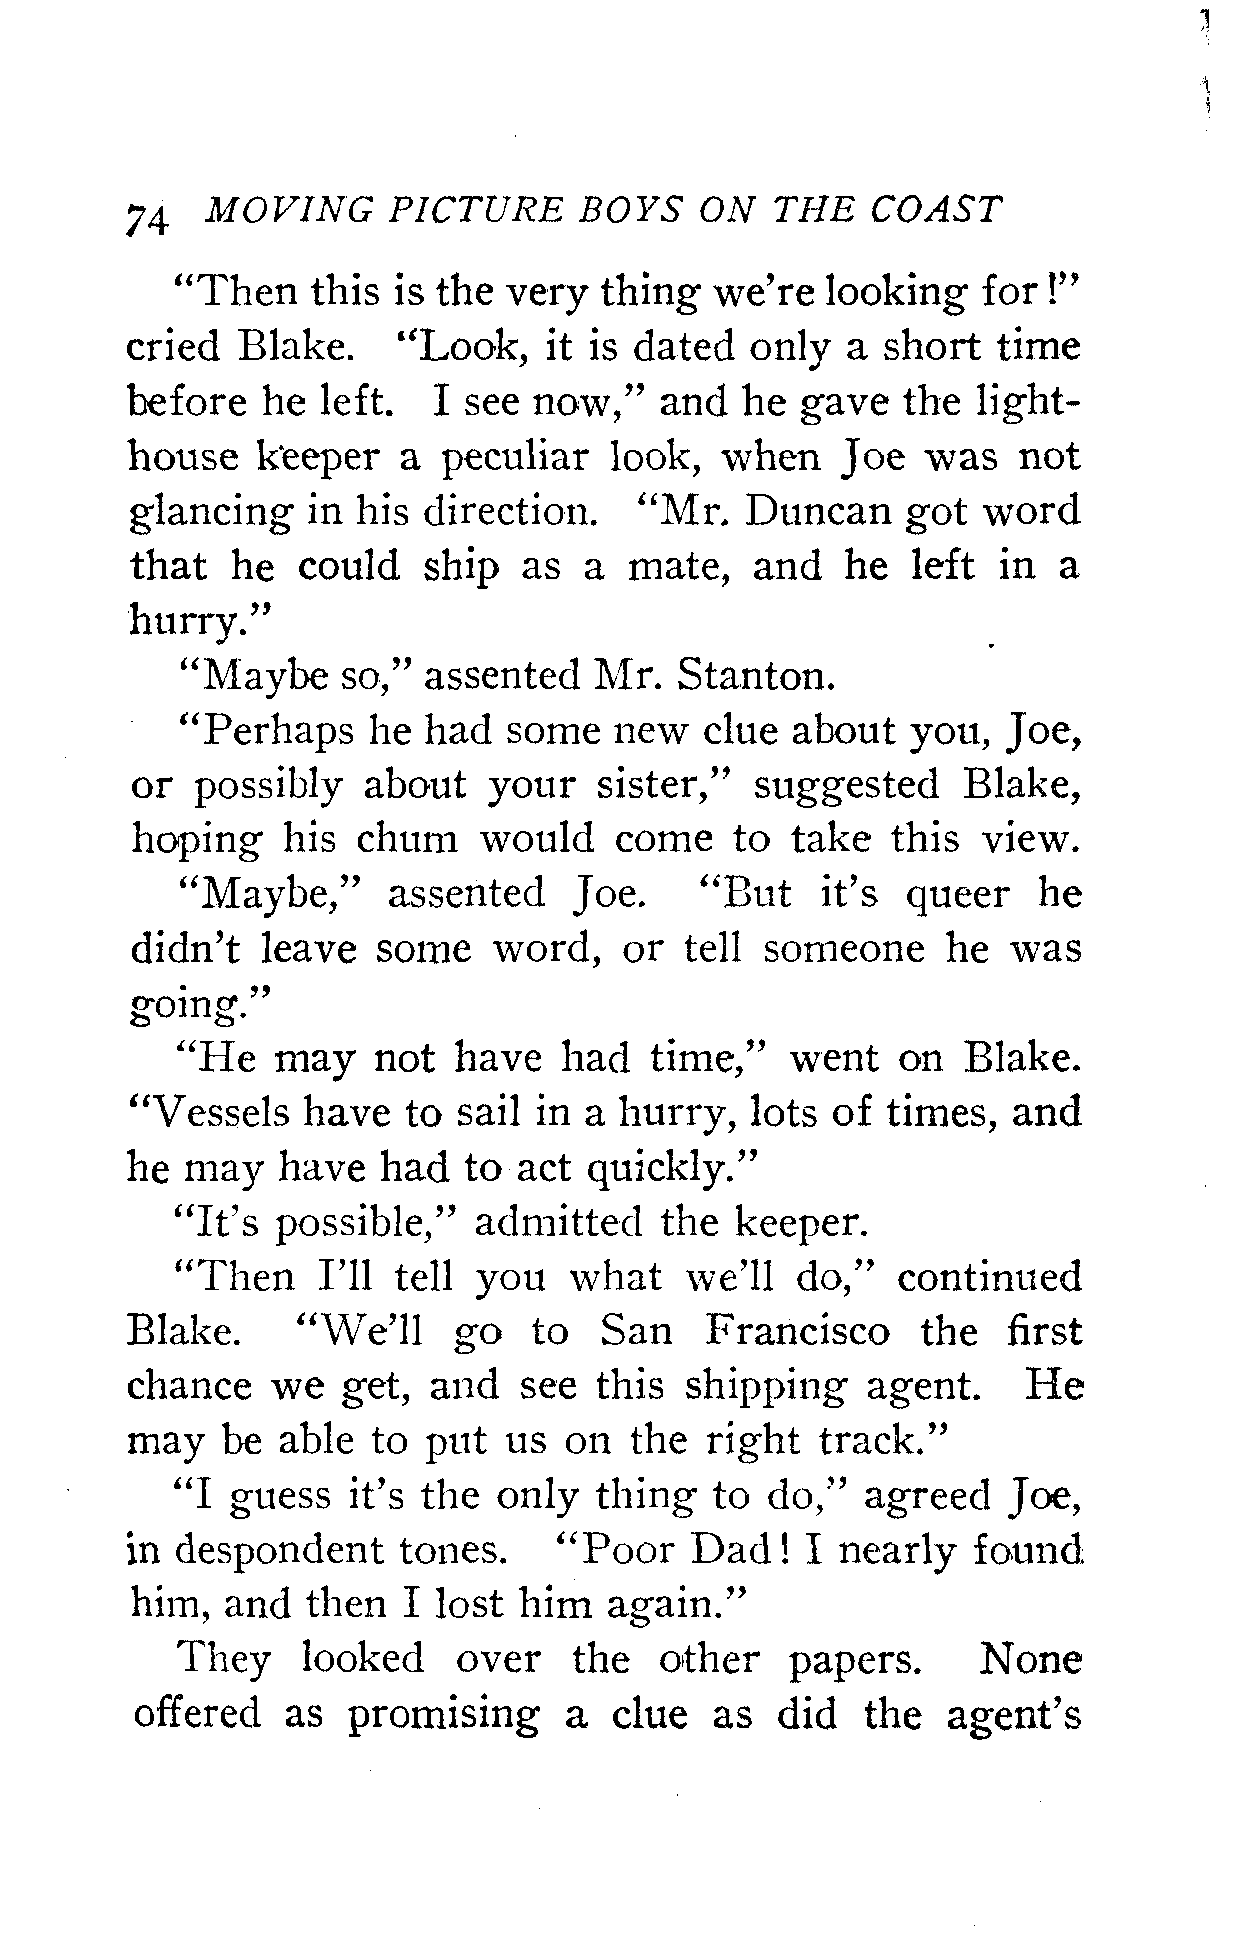 74 MOVING PICTURE BOYS ON THE COAST
“Then this is the very thing we’re looking for!”
cried Blake. “Look, it is dated only a short time
before he left. I see now,” and he gave the light-
house keeper a peculiar look, when Joe was not
glancing in his direction. “Mr. Duncan got word
that he could ship as a mate, and he left in a
hurry.”
“Maybe so,” assented Mr. Stanton.
“Perhaps he had some new clue about you, Joe,
or possibly about your sister,” suggested Blake,
hoping his chum would come to take this view.
“Maybe,” assented Joe. “But it’s queer he
didn’t leave some word, or tell someone he was
going.”
“He may not have had time,” went on Blake.
“Vessels have to sail in a hurry, lots of times, and
he may have had to act quickly.”
“It’s possible,” admitted the keeper.
“Then I’ll tell you what we’ll do,” continued
Blake. “We’ll go to San Francisco the first
chance we get, and see this shipping agent. He
may be able to put us on the right track.”
“I guess it’s the only thing to do,” agreed Joe,
in despondent tones. “Poor Dad! I nearly found
him, and then I lost him again.”
They looked over the other papers. None
offered as promising a clue as did the agent’s